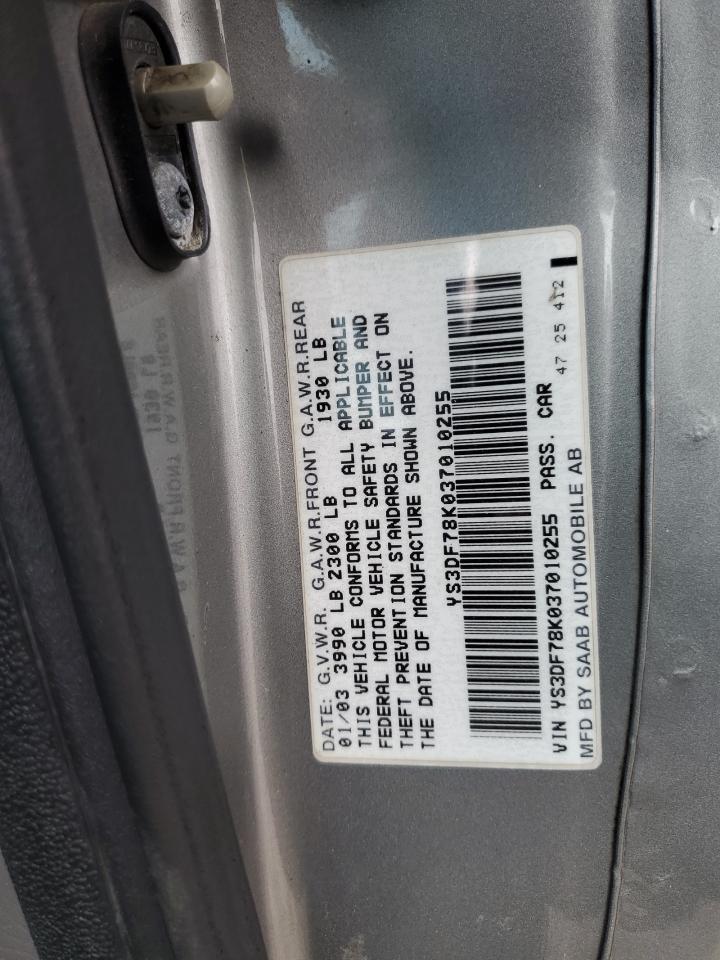 DATE: G.V.W.R. G.A.W.R.FRONT G.A.W.R.REAR
01/03 3990 LB 2300 LB 1930 LB
THIS VEHICLE CONFORMS TO ALL APPLICABLE
FEDERAL MOTOR VEHICLE SAFETY BUMPER AND
THEFT PREVENTION STANDARDS IN EFFECT ON
THE DATE OF MANUFACTURE SHOWN ABOVE.
YS3DF78K037010255
VIN YS3DF78K037010255 PASS. CAR 47 25 412
MFD BY SAAB AUTOMOBILE AB